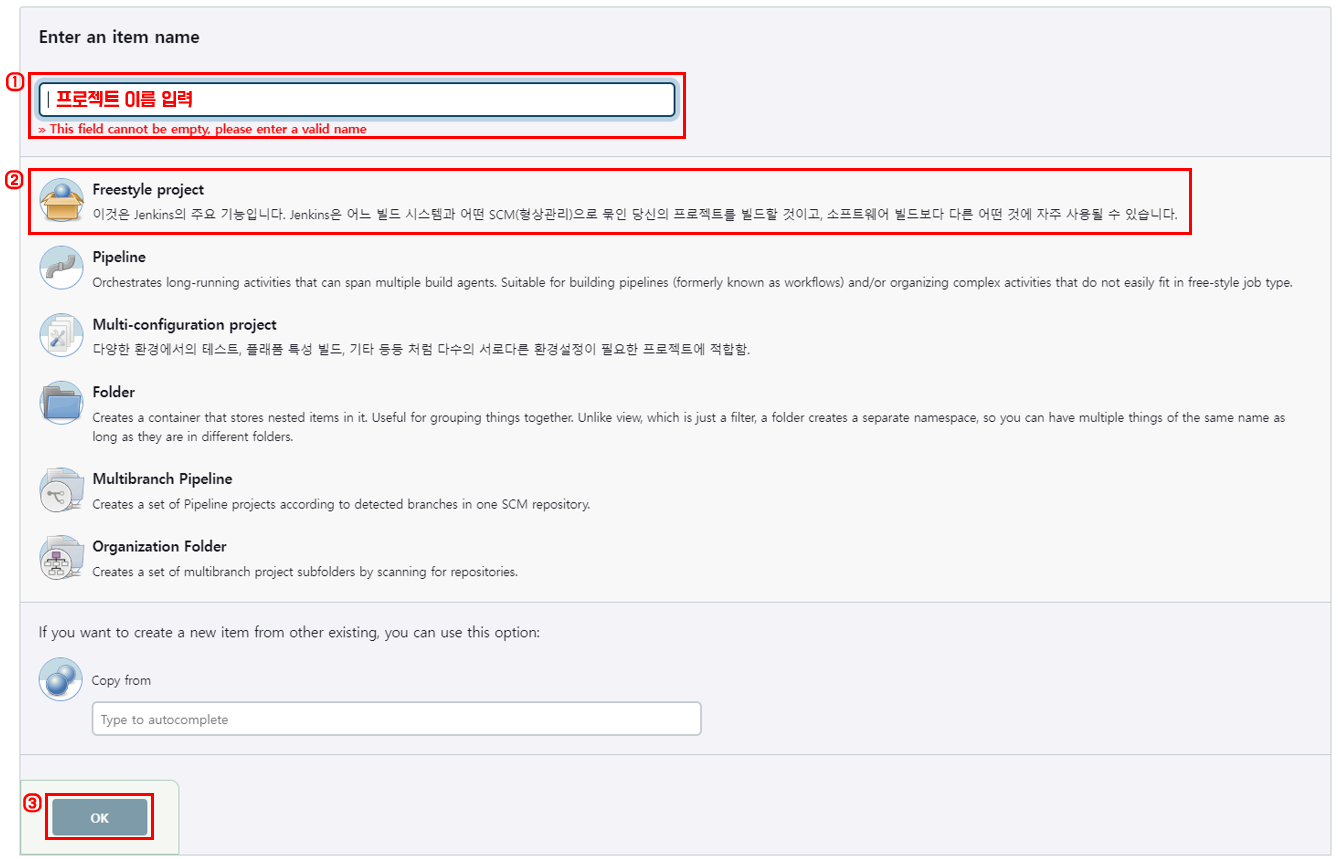 Enter an item name
①
프로젝트 이름 입력
» This field cannot be empty, please enter a valid name
②
Freestyle project
이것은 Jenkins의 주요 기능입니다. Jenkins은 어느 빌드 시스템과 어떤 SCM(형상관리)으로 묶인 당신의 프로젝트를 빌드할 것이고, 소프트웨어 빌드보다 다른 어떤 것에 자주 사용될 수 있습니다.
Pipeline
Orchestrates long-running activities that can span multiple build agents. Suitable for building pipelines (formerly known as workflows) and/or organizing complex activities that do not easily fit in free-style job type.
Multi-configuration project
다양한 환경에서의 테스트, 플래폼 특성 빌드, 기타 등등 처럼 다수의 서로다른 환경설정이 필요한 프로젝트에 적합함.
Folder
Creates a container that stores nested items in it. Useful for grouping things together. Unlike view, which is just a filter, a folder creates a separate namespace, so you can have multiple things of the same name as
long as they are in different folders.
Multibranch Pipeline
Creates a set of Pipeline projects according to detected branches in one SCM repository.
Organization Folder
Creates a set of multibranch project subfolders by scanning for repositories.
If you want to create a new item from other existing, you can use this option:
Copy from
Type to autocomplete
③
OK